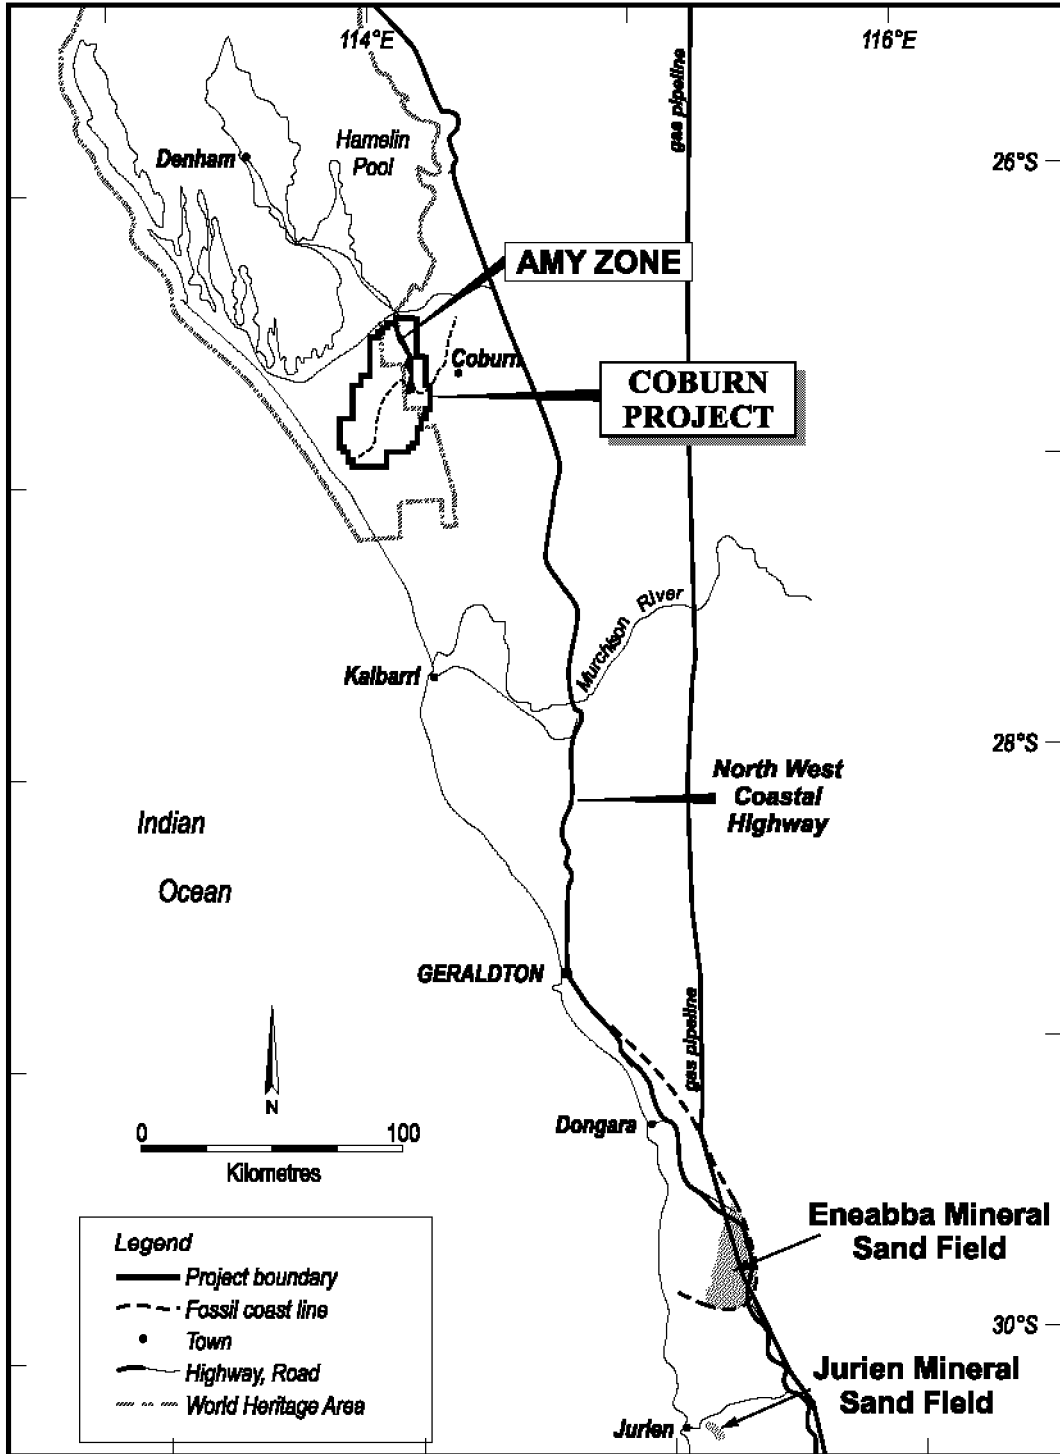 114°E
116°E
gas pipeline
Hamelin
Pool
Denham
26°S
AMY ZONE
Coburn
COBURN
PROJECT
Murchison River
Kalbarri
28°S
North West
Coastal
Highway
Indian
Ocean
GERALDTON
gas pipeline
N
0 100
Kilometres
Dongara
Eneabba Mineral
Sand Field
Legend
Project boundary
Fossil coast line
Town
Highway, Road
World Heritage Area
30°S
Jurien Mineral
Sand Field
Jurien